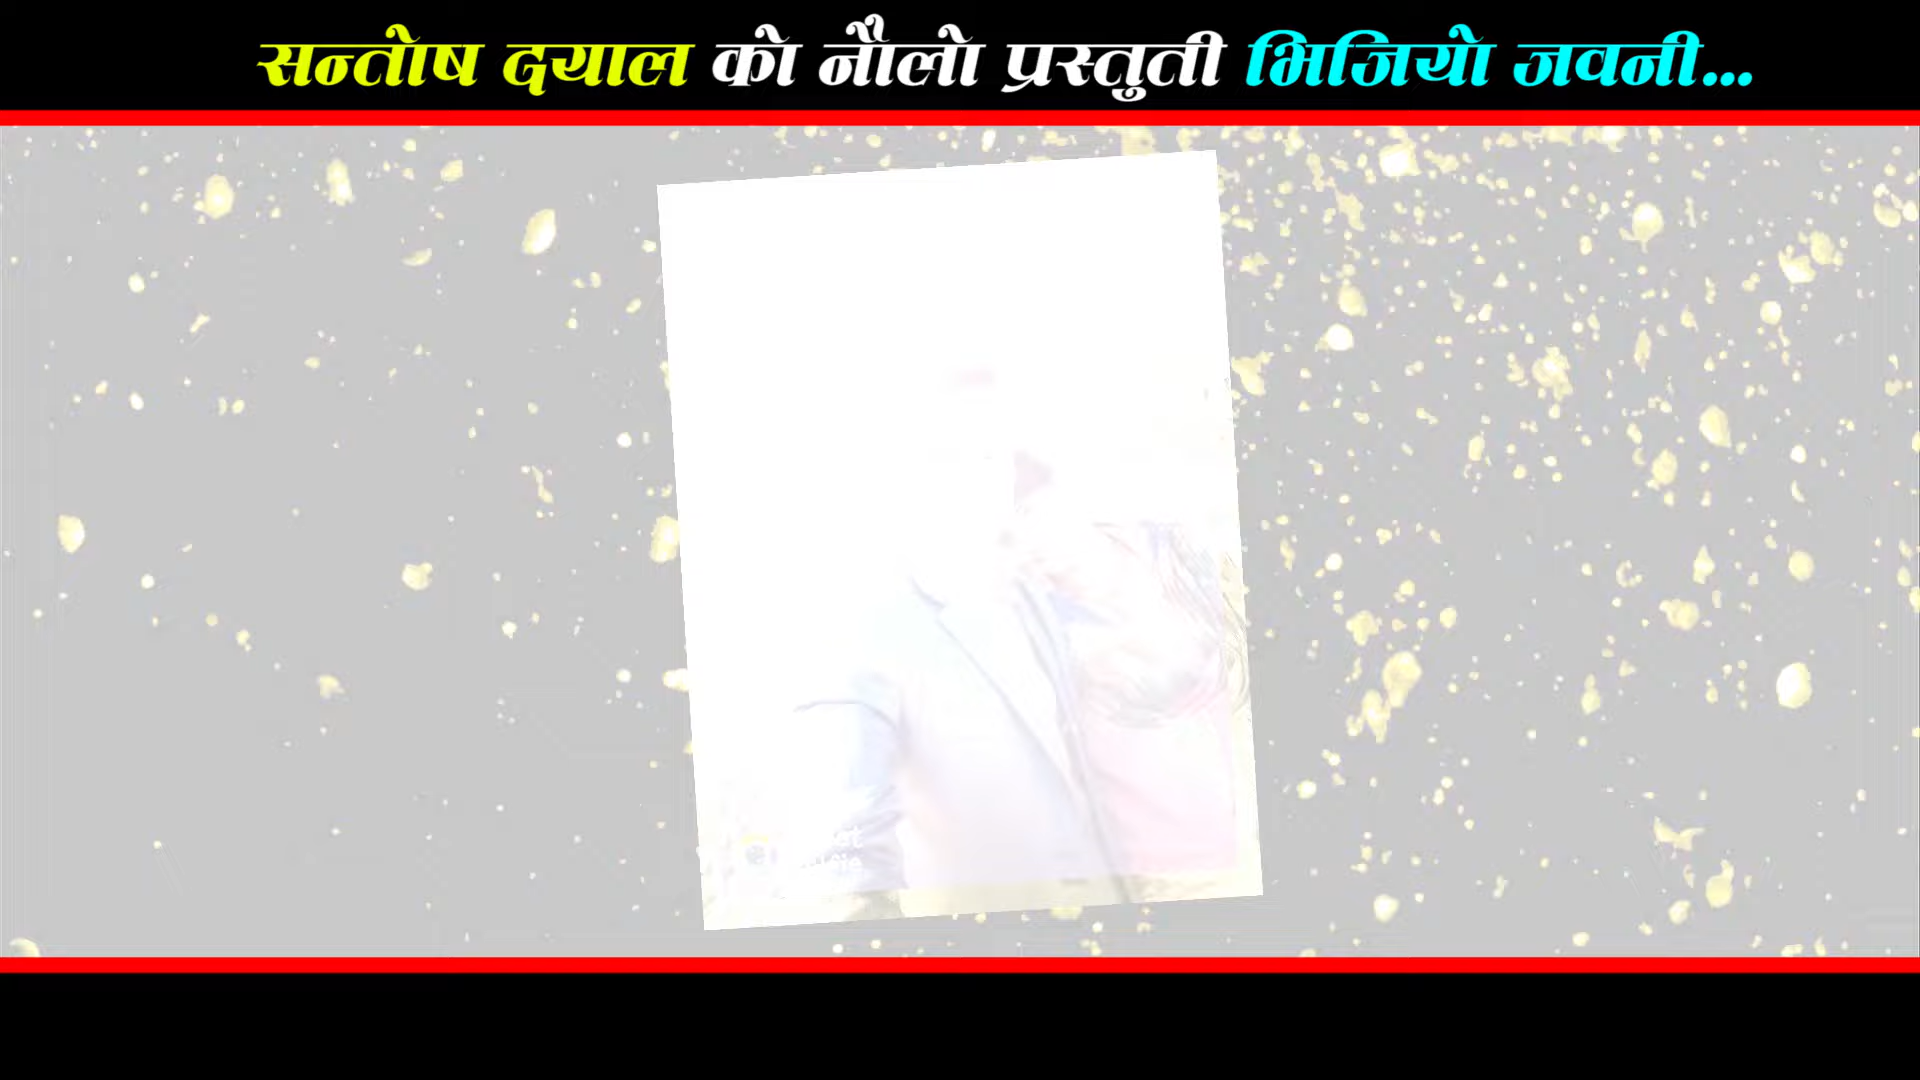 सन्तोष दयाल को नौलो प्रस्तुती भिजियो जवनी...